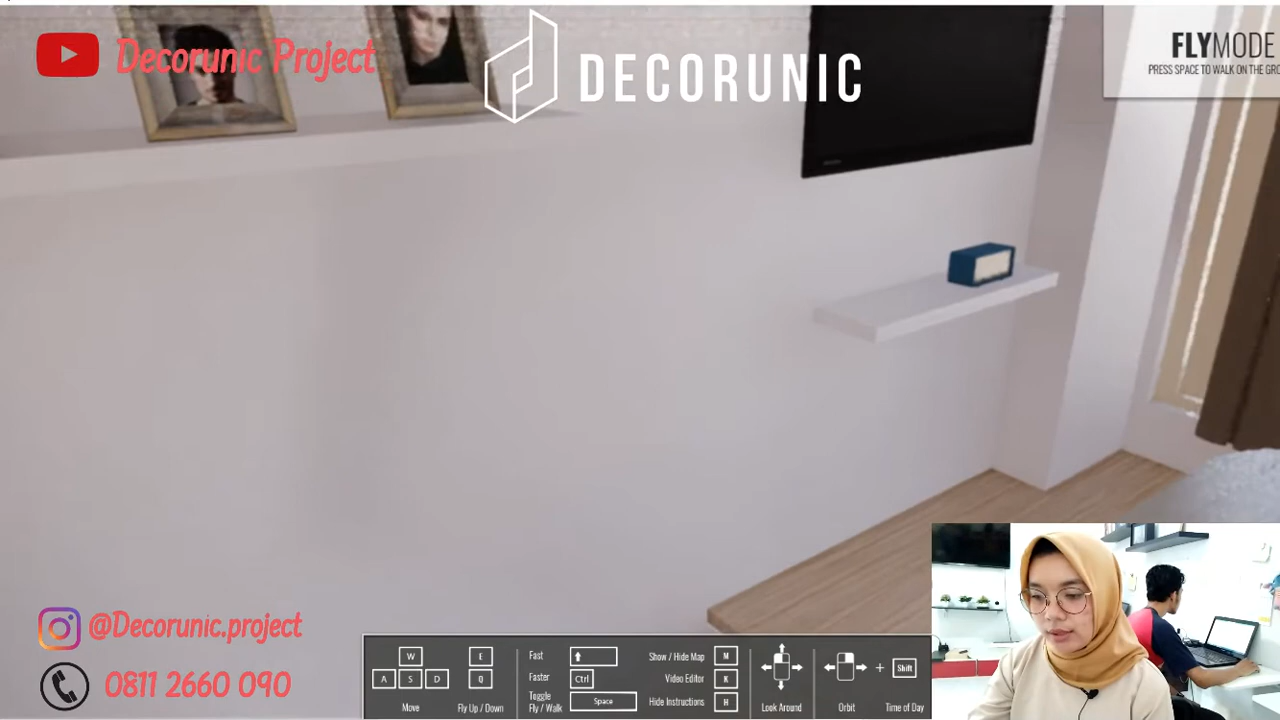 Decorunic Project
DECORUNIC
FLYMODE
PRESS SPACE TO WALK ON THE GRO
@Decorunic.project
0811 2660 090
W
A S D
Move
E
Q
Fly Up / Down
Fast
Faster
Ctrl
Toggle
Fly / Walk
Space
Show / Hide Map
M
Video Editor
K
Hide Instructions
H
Look Around
Orbit
+ Shift
Time of Day